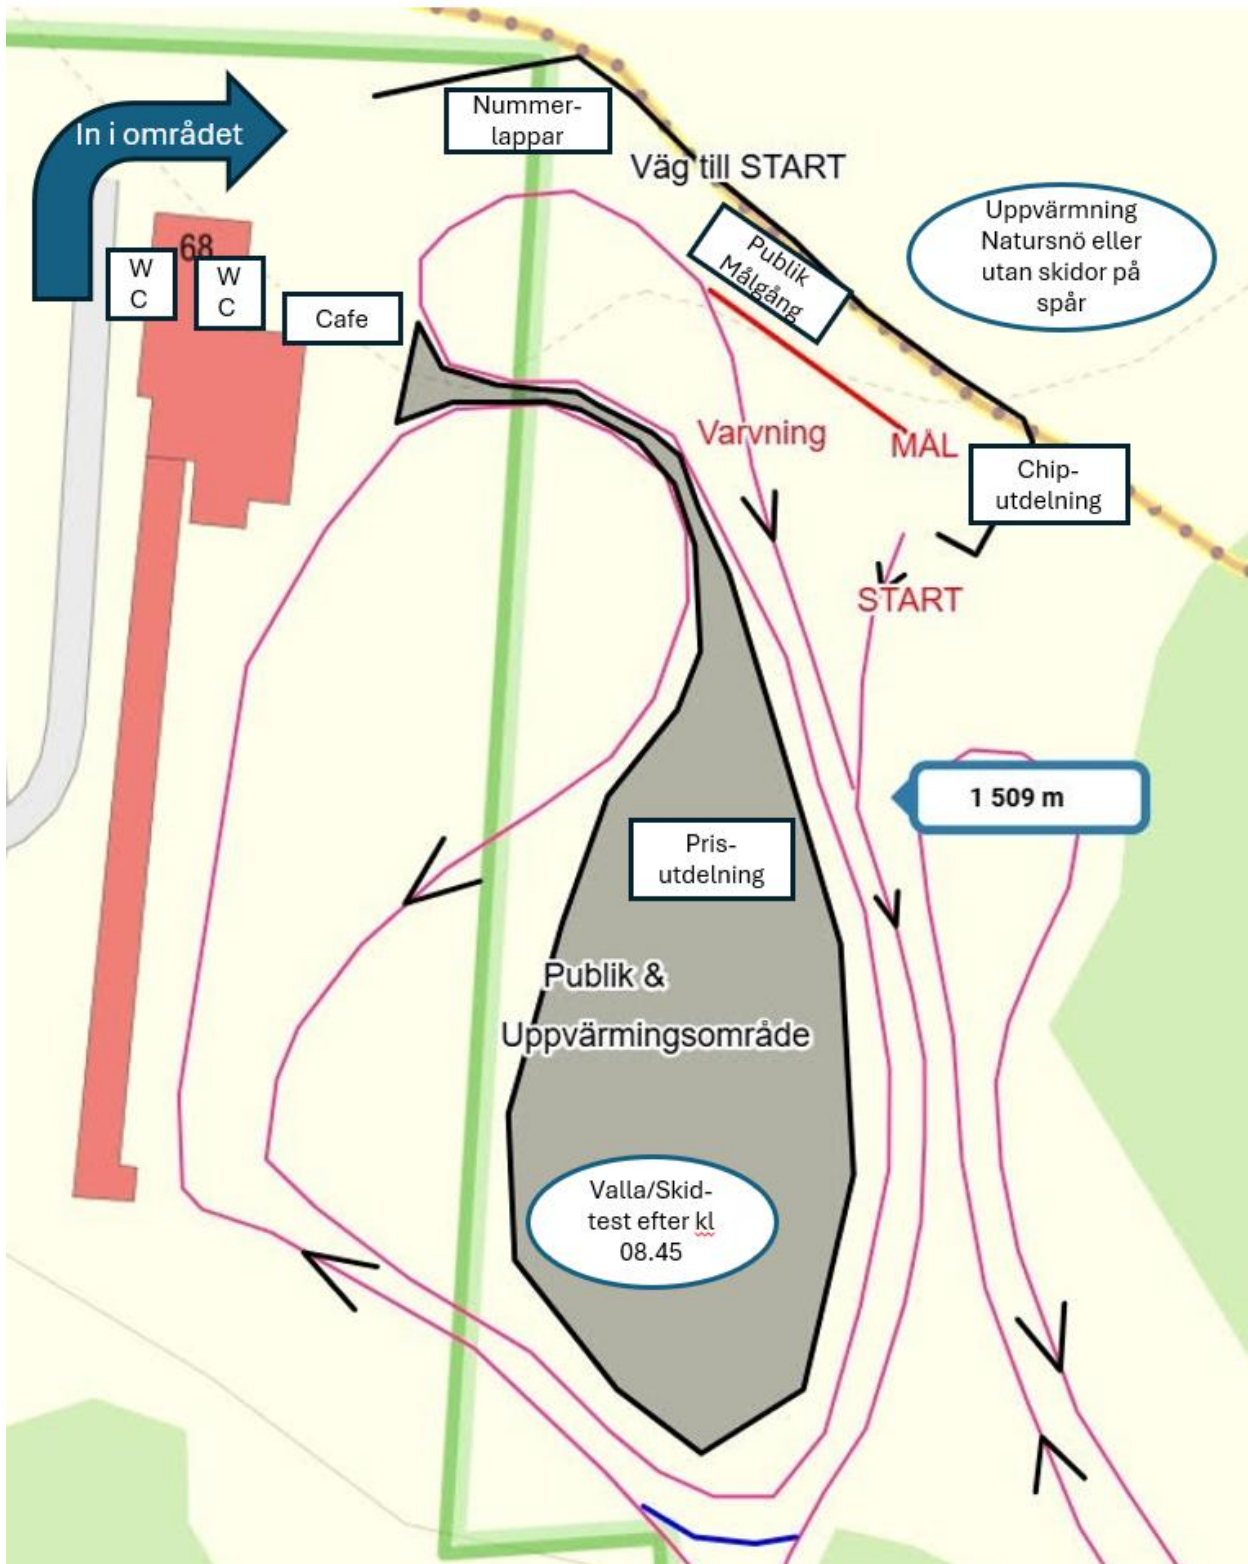 Nummer-
lappar
In i området
Väg till START
Uppvärmning
Natursnö eller
utan skidor på
spår
68
W
C
W
C
Cafe
Publik
Målgång
Varvning
MÅL
Chip-
utdelning
START
1 509 m
Pris-
utdelning
Publik &
Uppvärmingsområde
Valla/Skid-
test efter kl
08.45